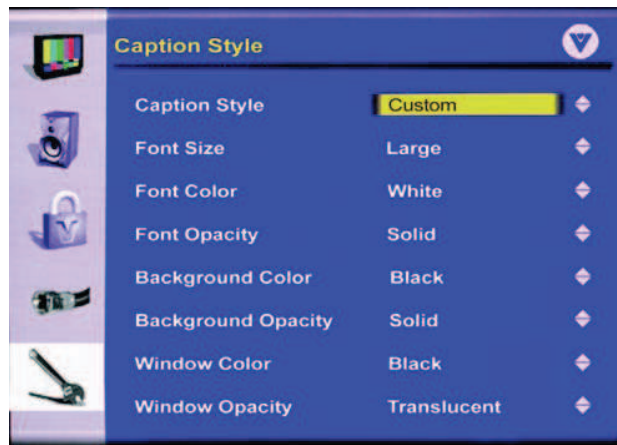 Caption Style
Caption Style Custom
Font Size Large
Font Color White
Font Opacity Solid
Background Color Black
Background Opacity Solid
Window Color Black
Window Opacity Translucent